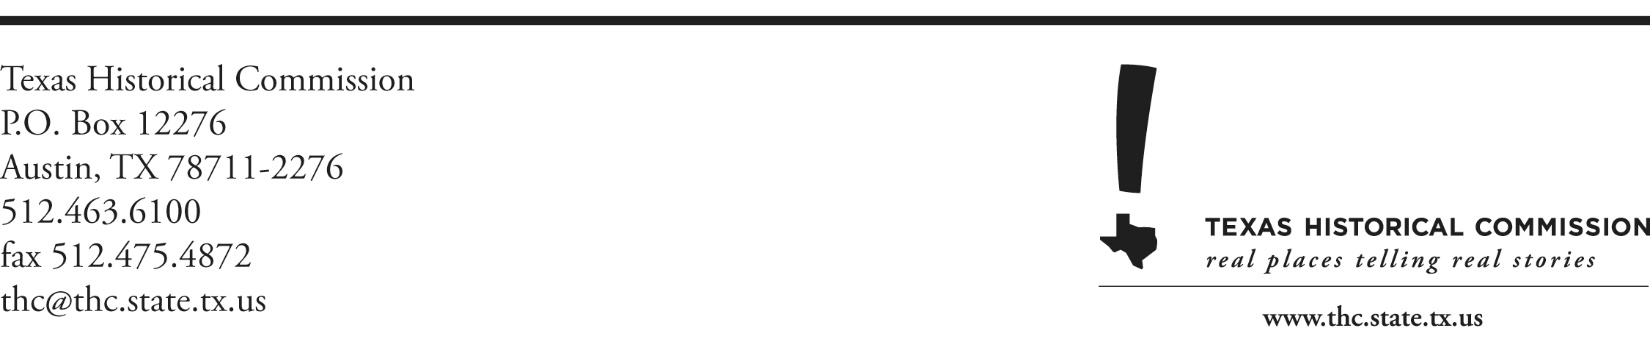 Texas Historical Commission
P.O. Box 12276
Austin, TX 78711-2276
512.463.6100
fax 512.475.4872
thc@thc.state.tx.us
TEXAS HISTORICAL COMMISSION
real places telling real stories
www.thc.state.tx.us